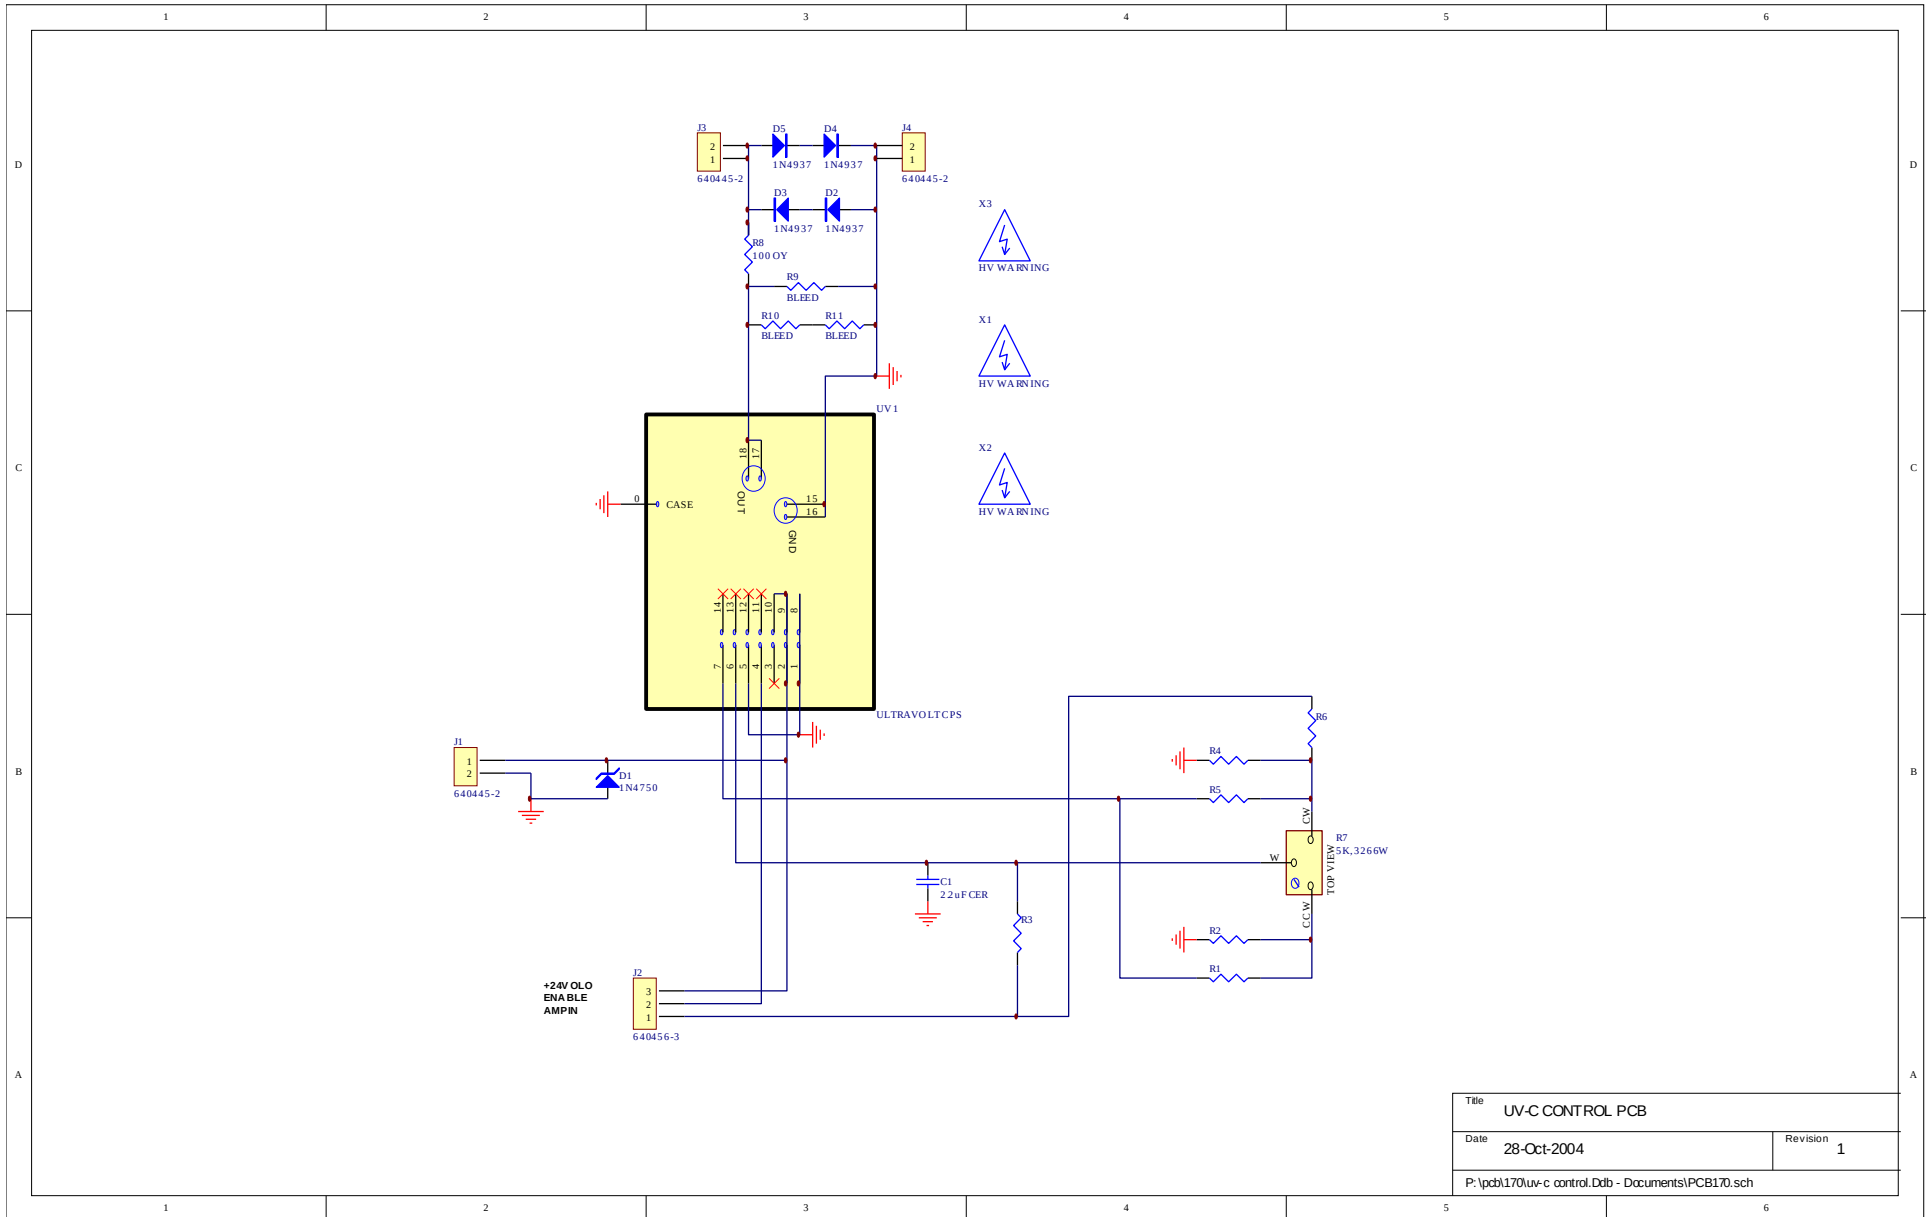 1 2 3 4 5 6
D D
C C
B B
A A
J3
2
1
640445-2
D5
1N4937
D4
1N4937
J4
2
1
640445-2
D3
1N4937
D2
1N4937
R8
100 OY
R9
BLEED
R10
BLEED
R11
BLEED
X3
HV WARNING
X1
HV WARNING
X2
HV WARNING
UV1
18
17
OUT
0 CASE
15
16
GND
14 13 12 11 10 9 8
7 6 5 4 3 2 1
ULTRAVOLT CPS
J1
1
2
640445-2
D1
1N4750
R6
R4
R5
CW
R7
5K,3266W
W
TOP VIEW
CCW
C1
22uF CER
R3
R2
R1
+24V OLO
ENABLE
AMPIN
J2
3
2
1
640456-3
Title UV-C CONTROL PCB
Date 28-Oct-2004 Revision 1
P:\pcb\170\uv-c control.Ddb - Documents\PCB170.sch
1 2 3 4 5 6